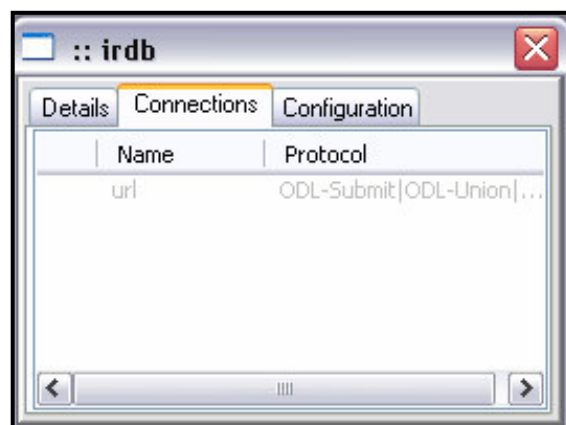 :: irdb
Details Connections Configuration
Name Protocol
url ODL-Submit|ODL-Union|...